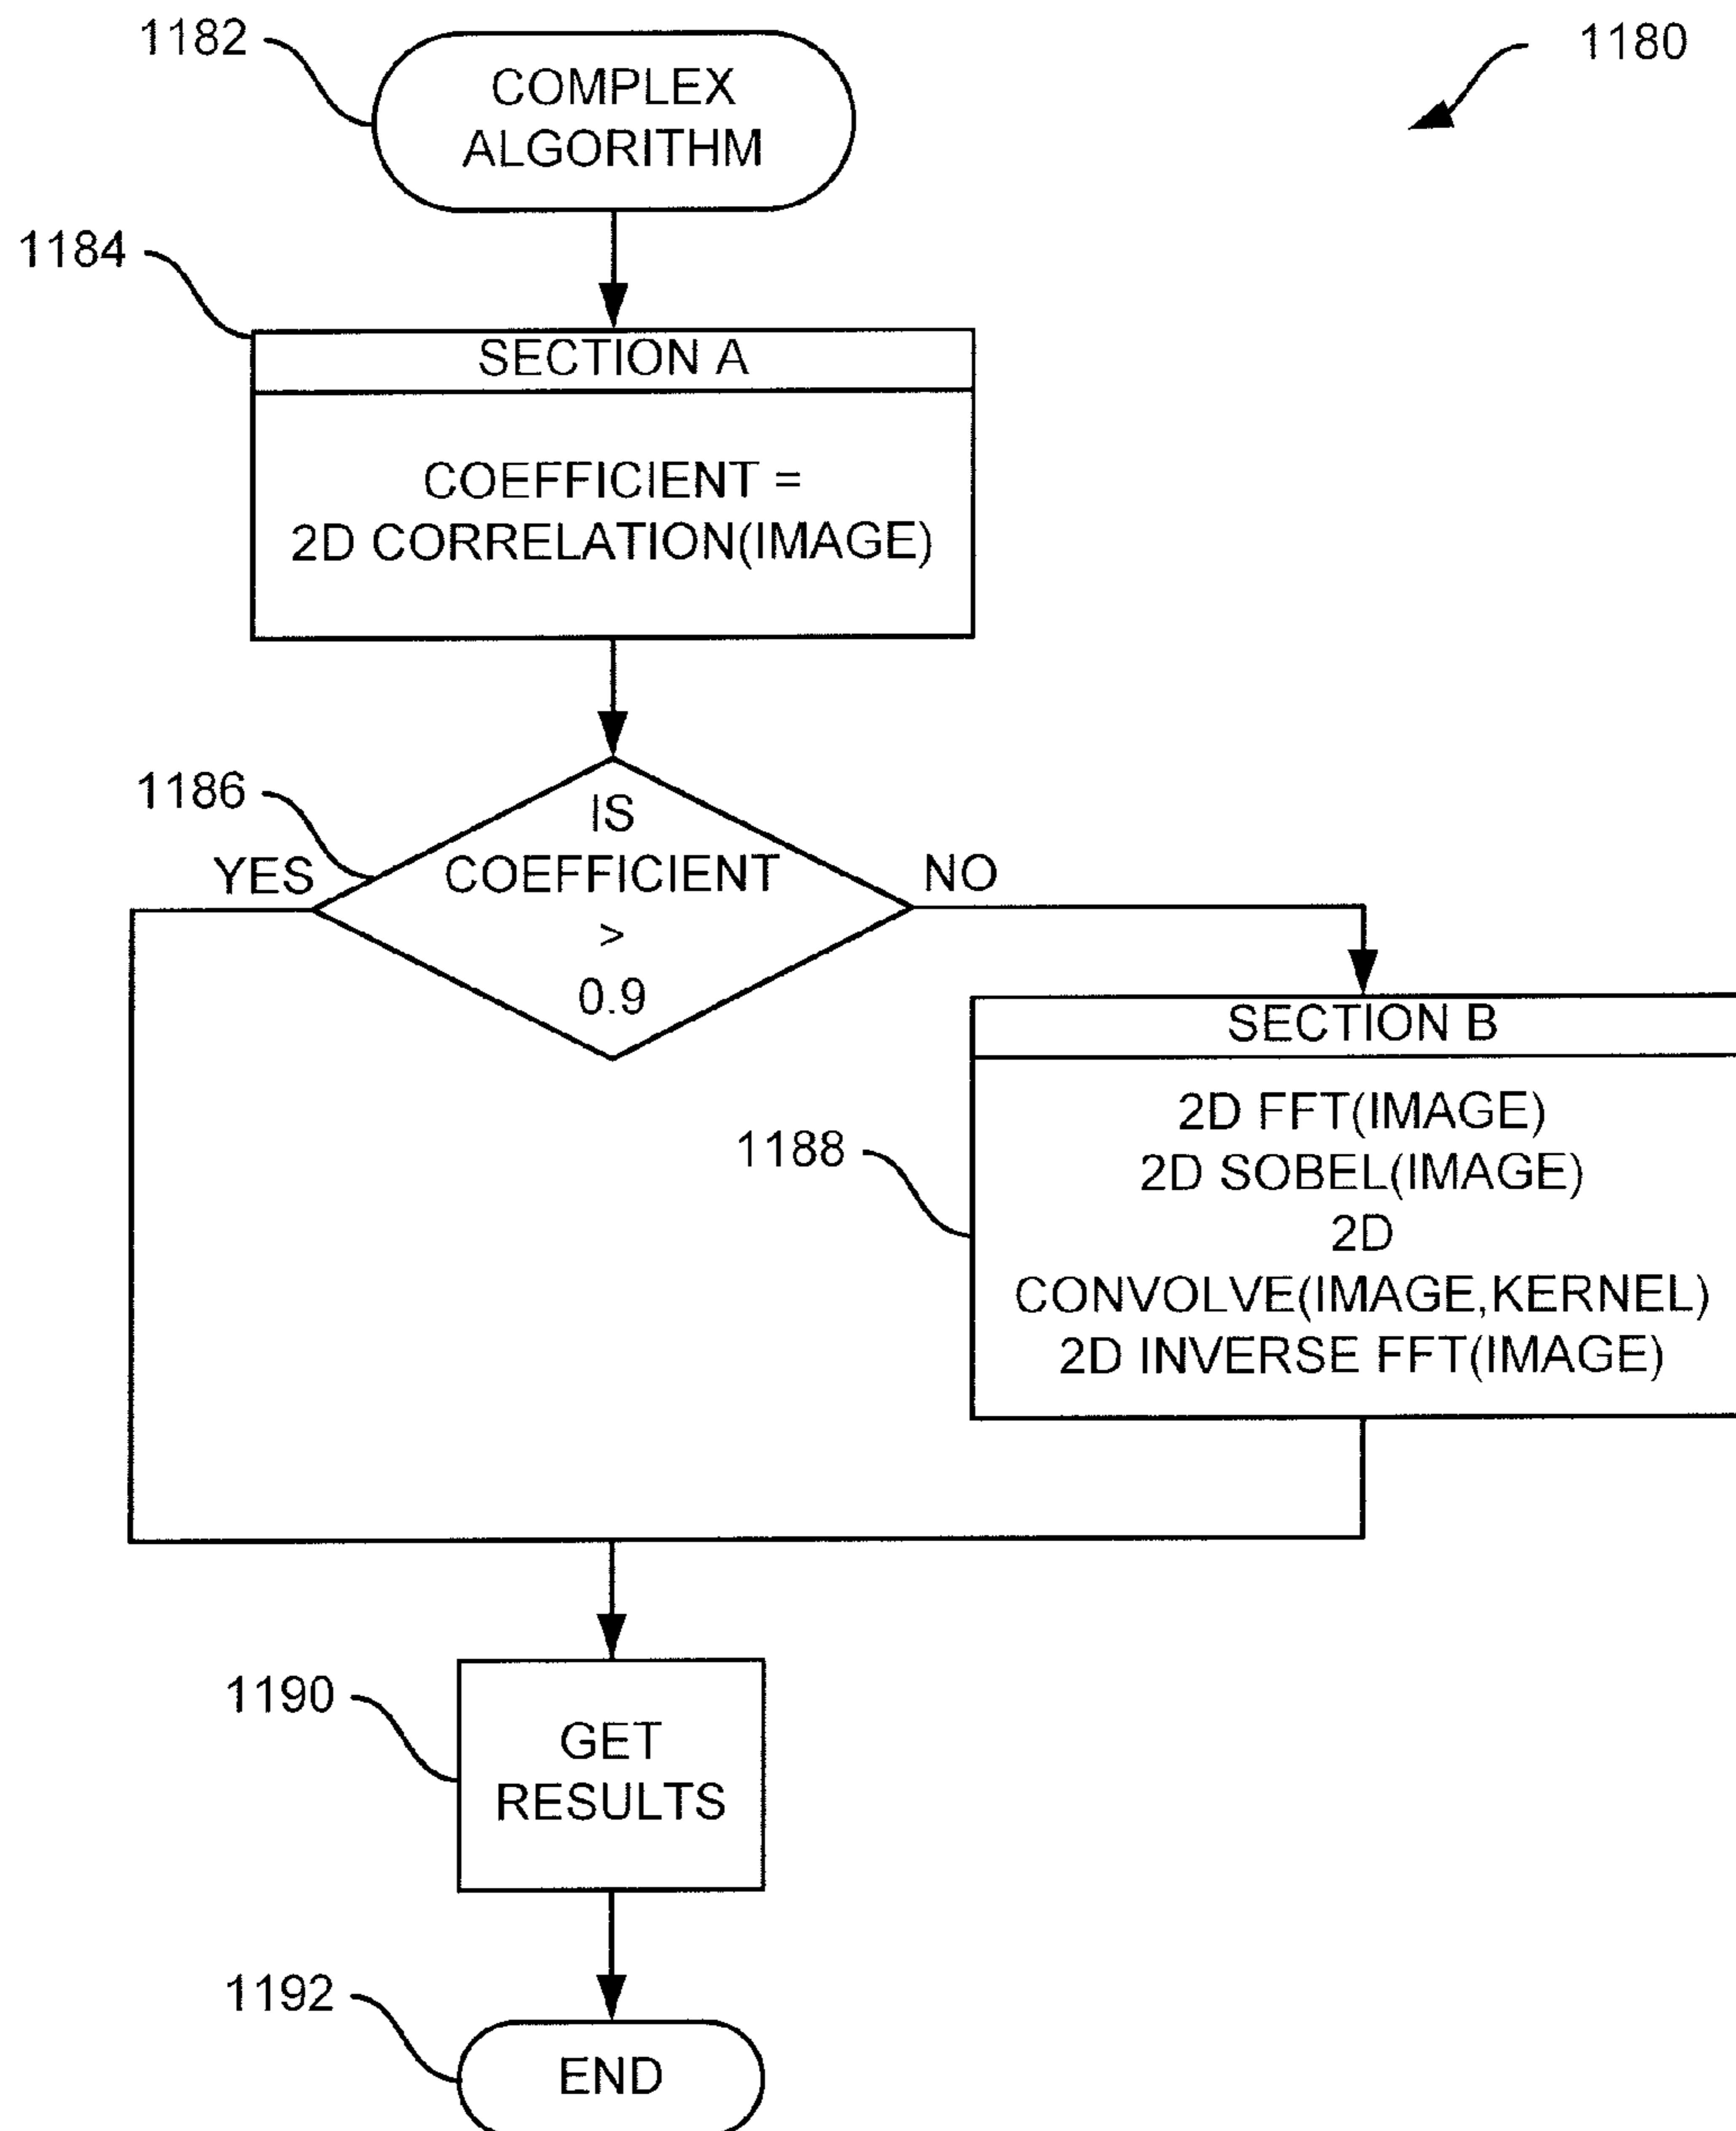 1182
1180
COMPLEX
ALGORITHM
1184
SECTION A
COEFFICIENT =
2D CORRELATION(IMAGE)
1186
IS
COEFFICIENT
>
0.9
YES
NO
SECTION B
1188
2D FFT(IMAGE)
2D SOBEL(IMAGE)
2D
CONVOLVE(IMAGE,KERNEL)
2D INVERSE FFT(IMAGE)
1190
GET
RESULTS
1192
END